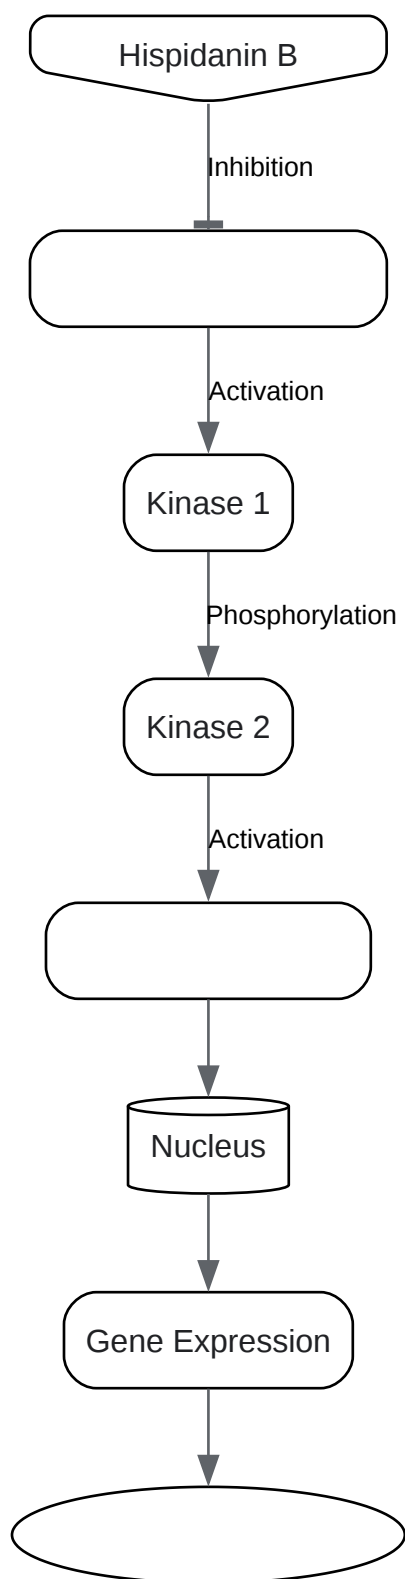 Hispidanin B
Inhibition
Activation
Kinase 1
Phosphorylation
Kinase 2
Activation
Nucleus
Gene Expression